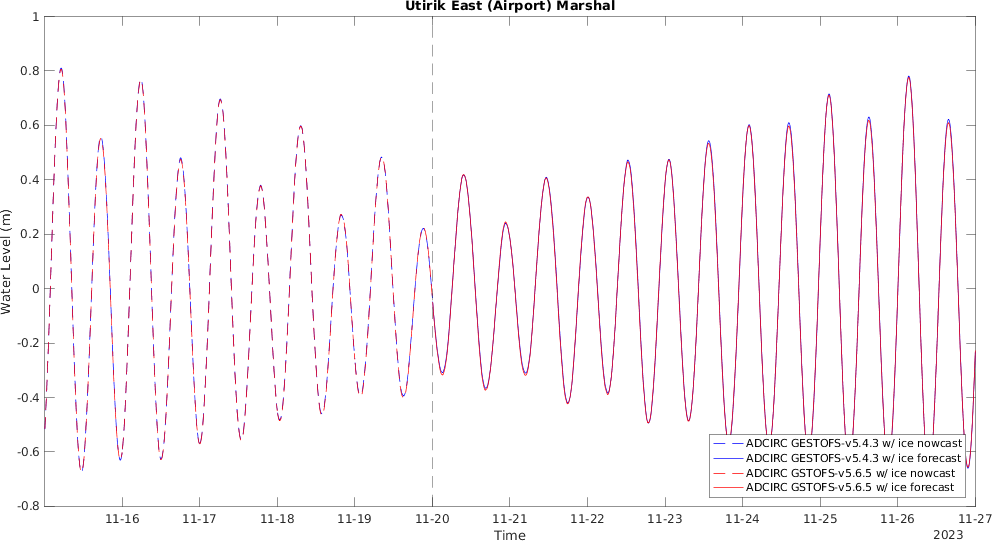 Utirik East (Airport) Marshal
1
0.8
0.6
0.4
0.2
0
-0.2
-0.4
-0.6
-0.8
Water Level (m)
ADCIRC GESTOFS-v5.4.3 w/ ice nowcast
ADCIRC GESTOFS-v5.4.3 w/ ice forecast
ADCIRC GSTOFS-v5.6.5 w/ ice nowcast
ADCIRC GSTOFS-v5.6.5 w/ ice forecast
11-16 11-17 11-18 11-19 11-20 11-21 11-22 11-23 11-24 11-25 11-26 11-27
Time
2023